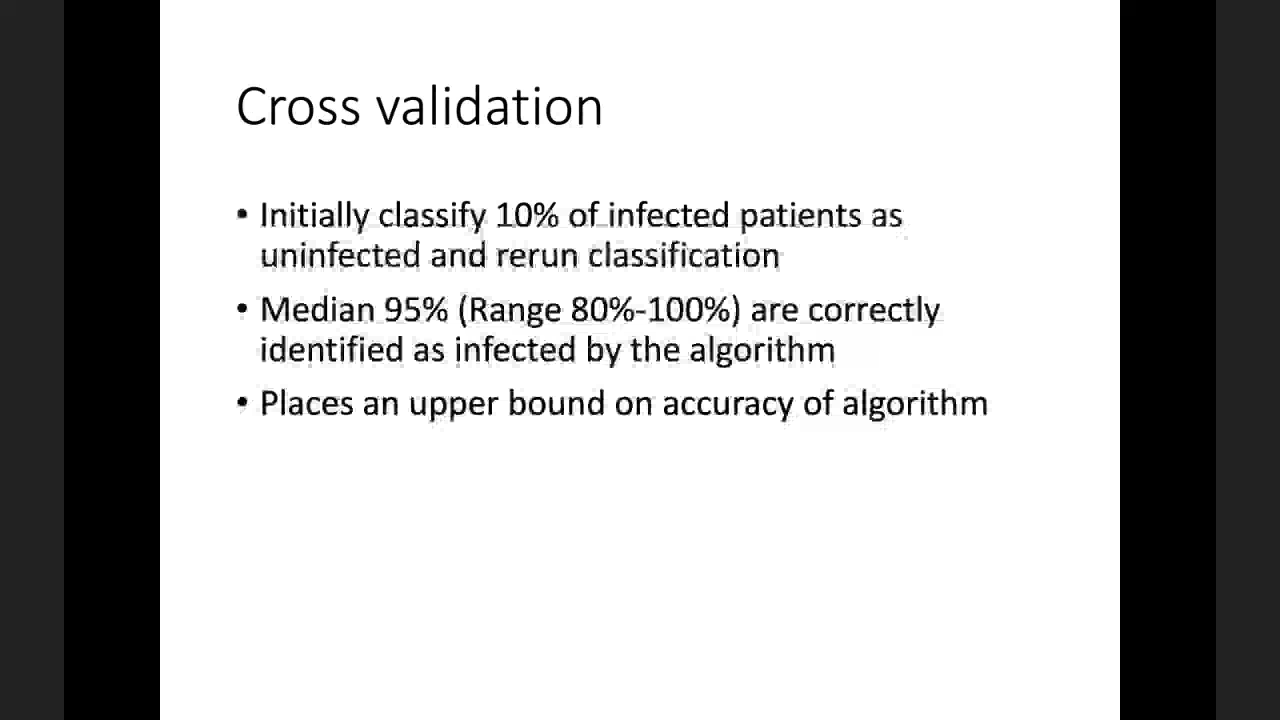 Cross validation
• Initially classify 10% of infected patients as
uninfected and rerun classification
• Median 95% (Range 80%-100%) are correctly
identified as infected by the algorithm
• Places an upper bound on accuracy of algorithm